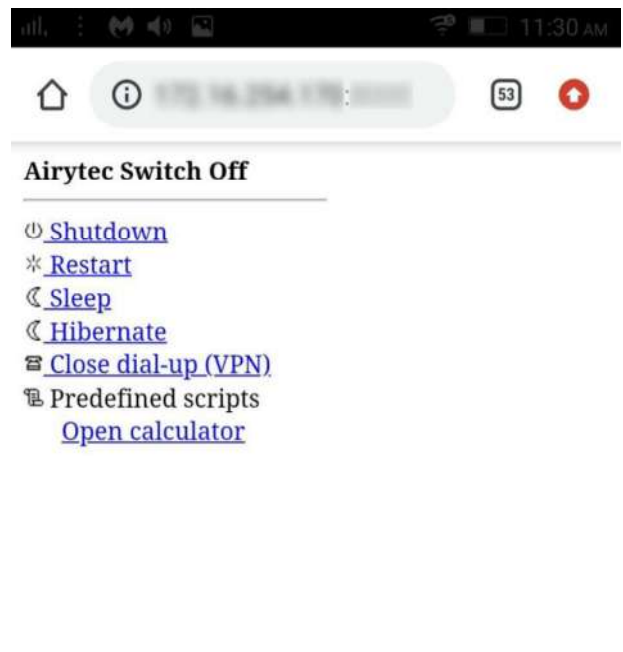 11:30 AM
53
Airytec Switch Off
Shutdown
Restart
Sleep
Hibernate
Close dial-up (VPN)
Predefined scripts
Open calculator